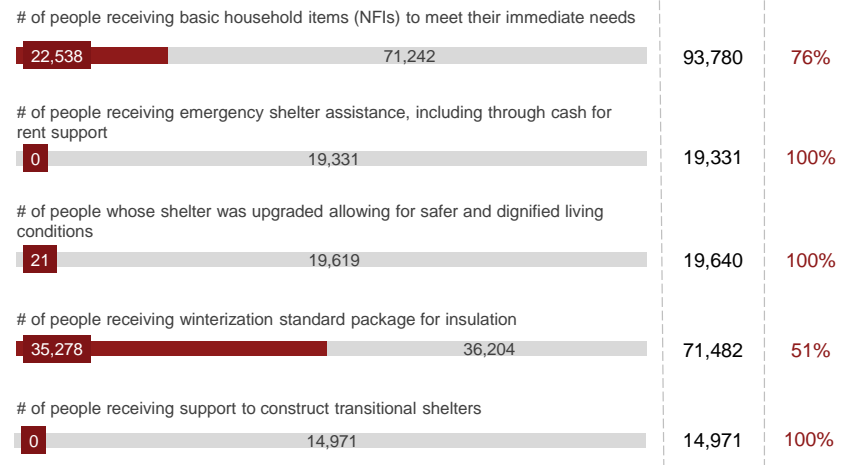 # of people receiving basic household items (NFIs) to meet their immediate needs
22,538 71,242 93,780 76%
# of people receiving emergency shelter assistance, including through cash for
rent support
0 19,331 19,331 100%
# of people whose shelter was upgraded allowing for safer and dignified living
conditions
21 19,619 19,640 100%
# of people receiving winterization standard package for insulation
35,278 36,204 71,482 51%
# of people receiving support to construct transitional shelters
0 14,971 14,971 100%